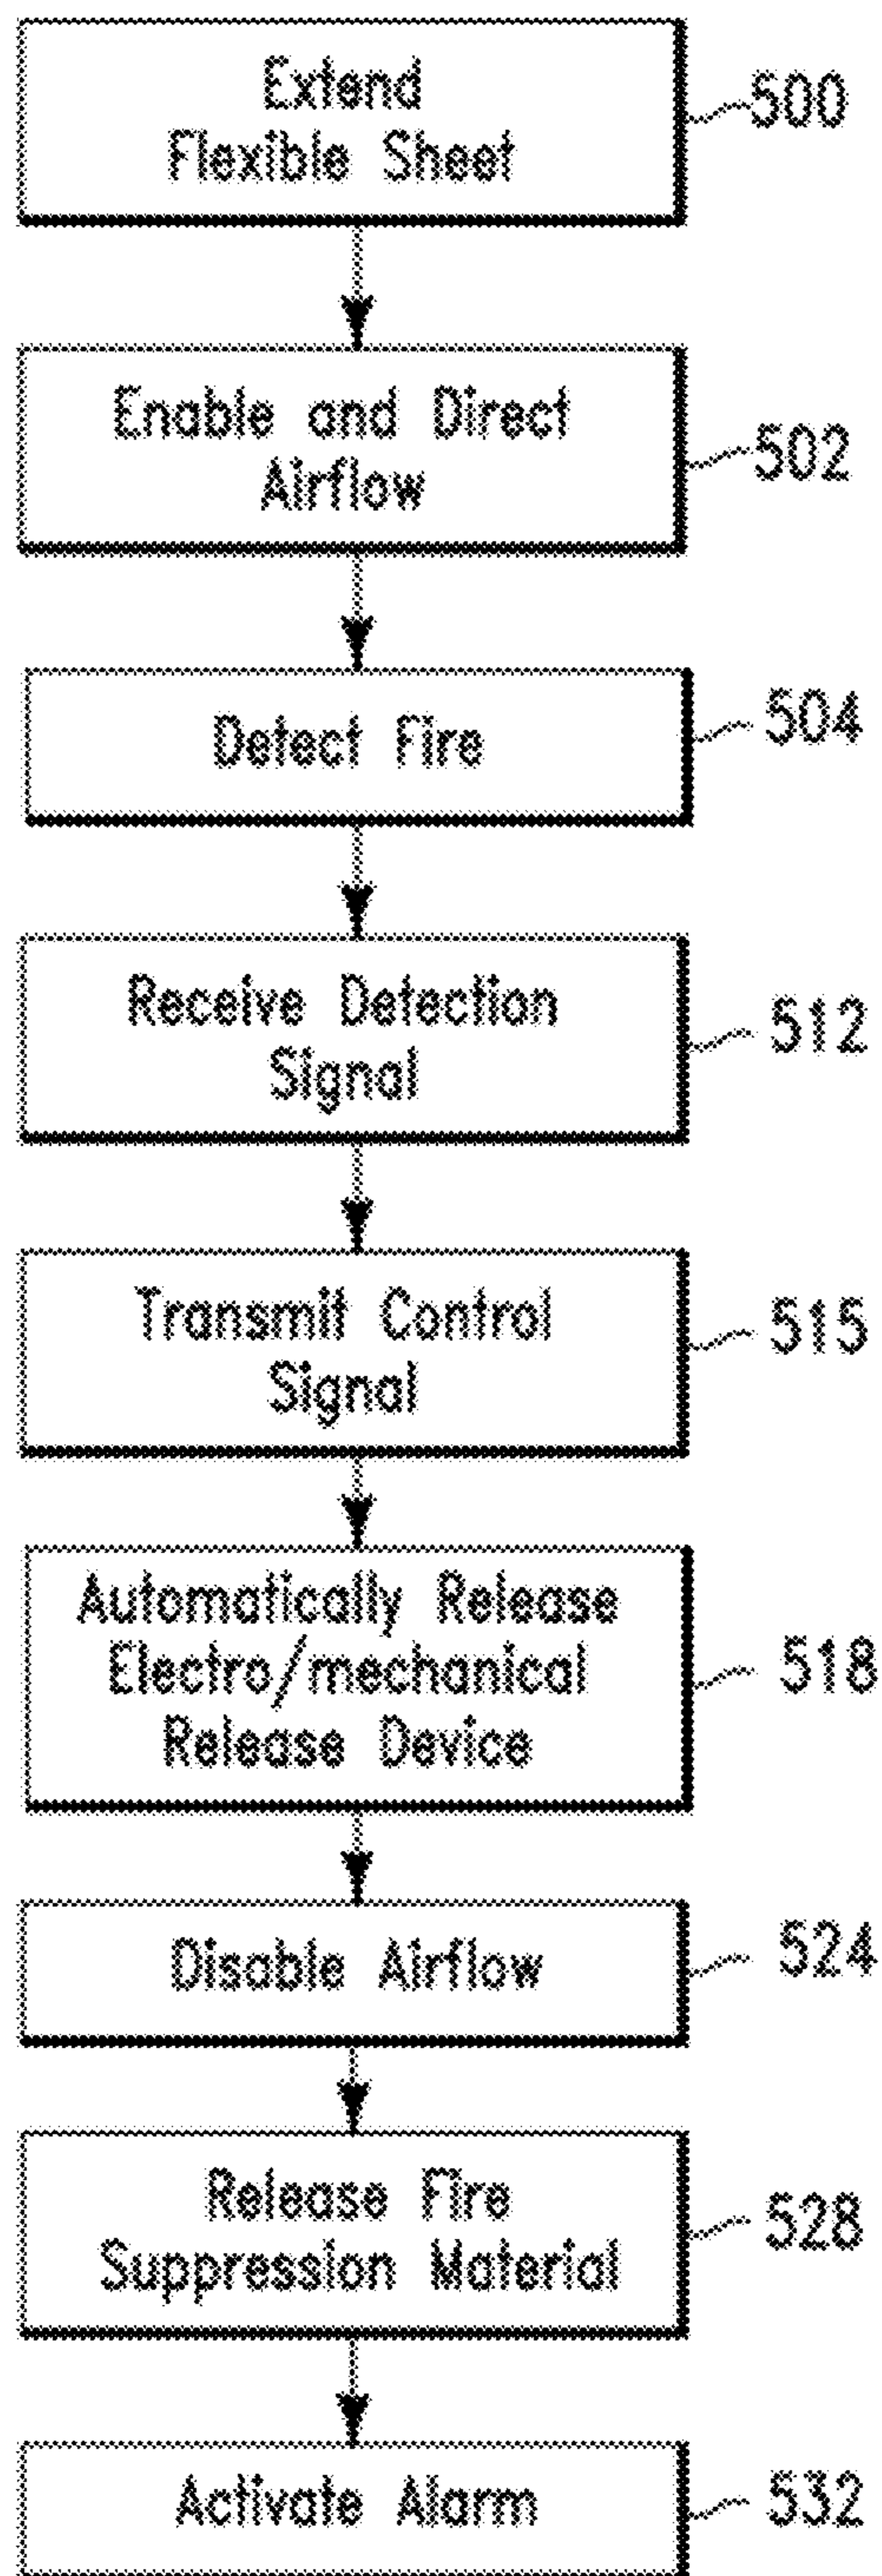 Extend
Flexible Sheet
500
Enable and Direct
Airflow
502
Detect Fire
504
Receive Detection
Signal
512
Transmit Control
Signal
515
Automatically Release
Electro/mechanical
Release Device
518
Disable Airflow
524
Release Fire
Suppression Material
528
Activate Alarm
532